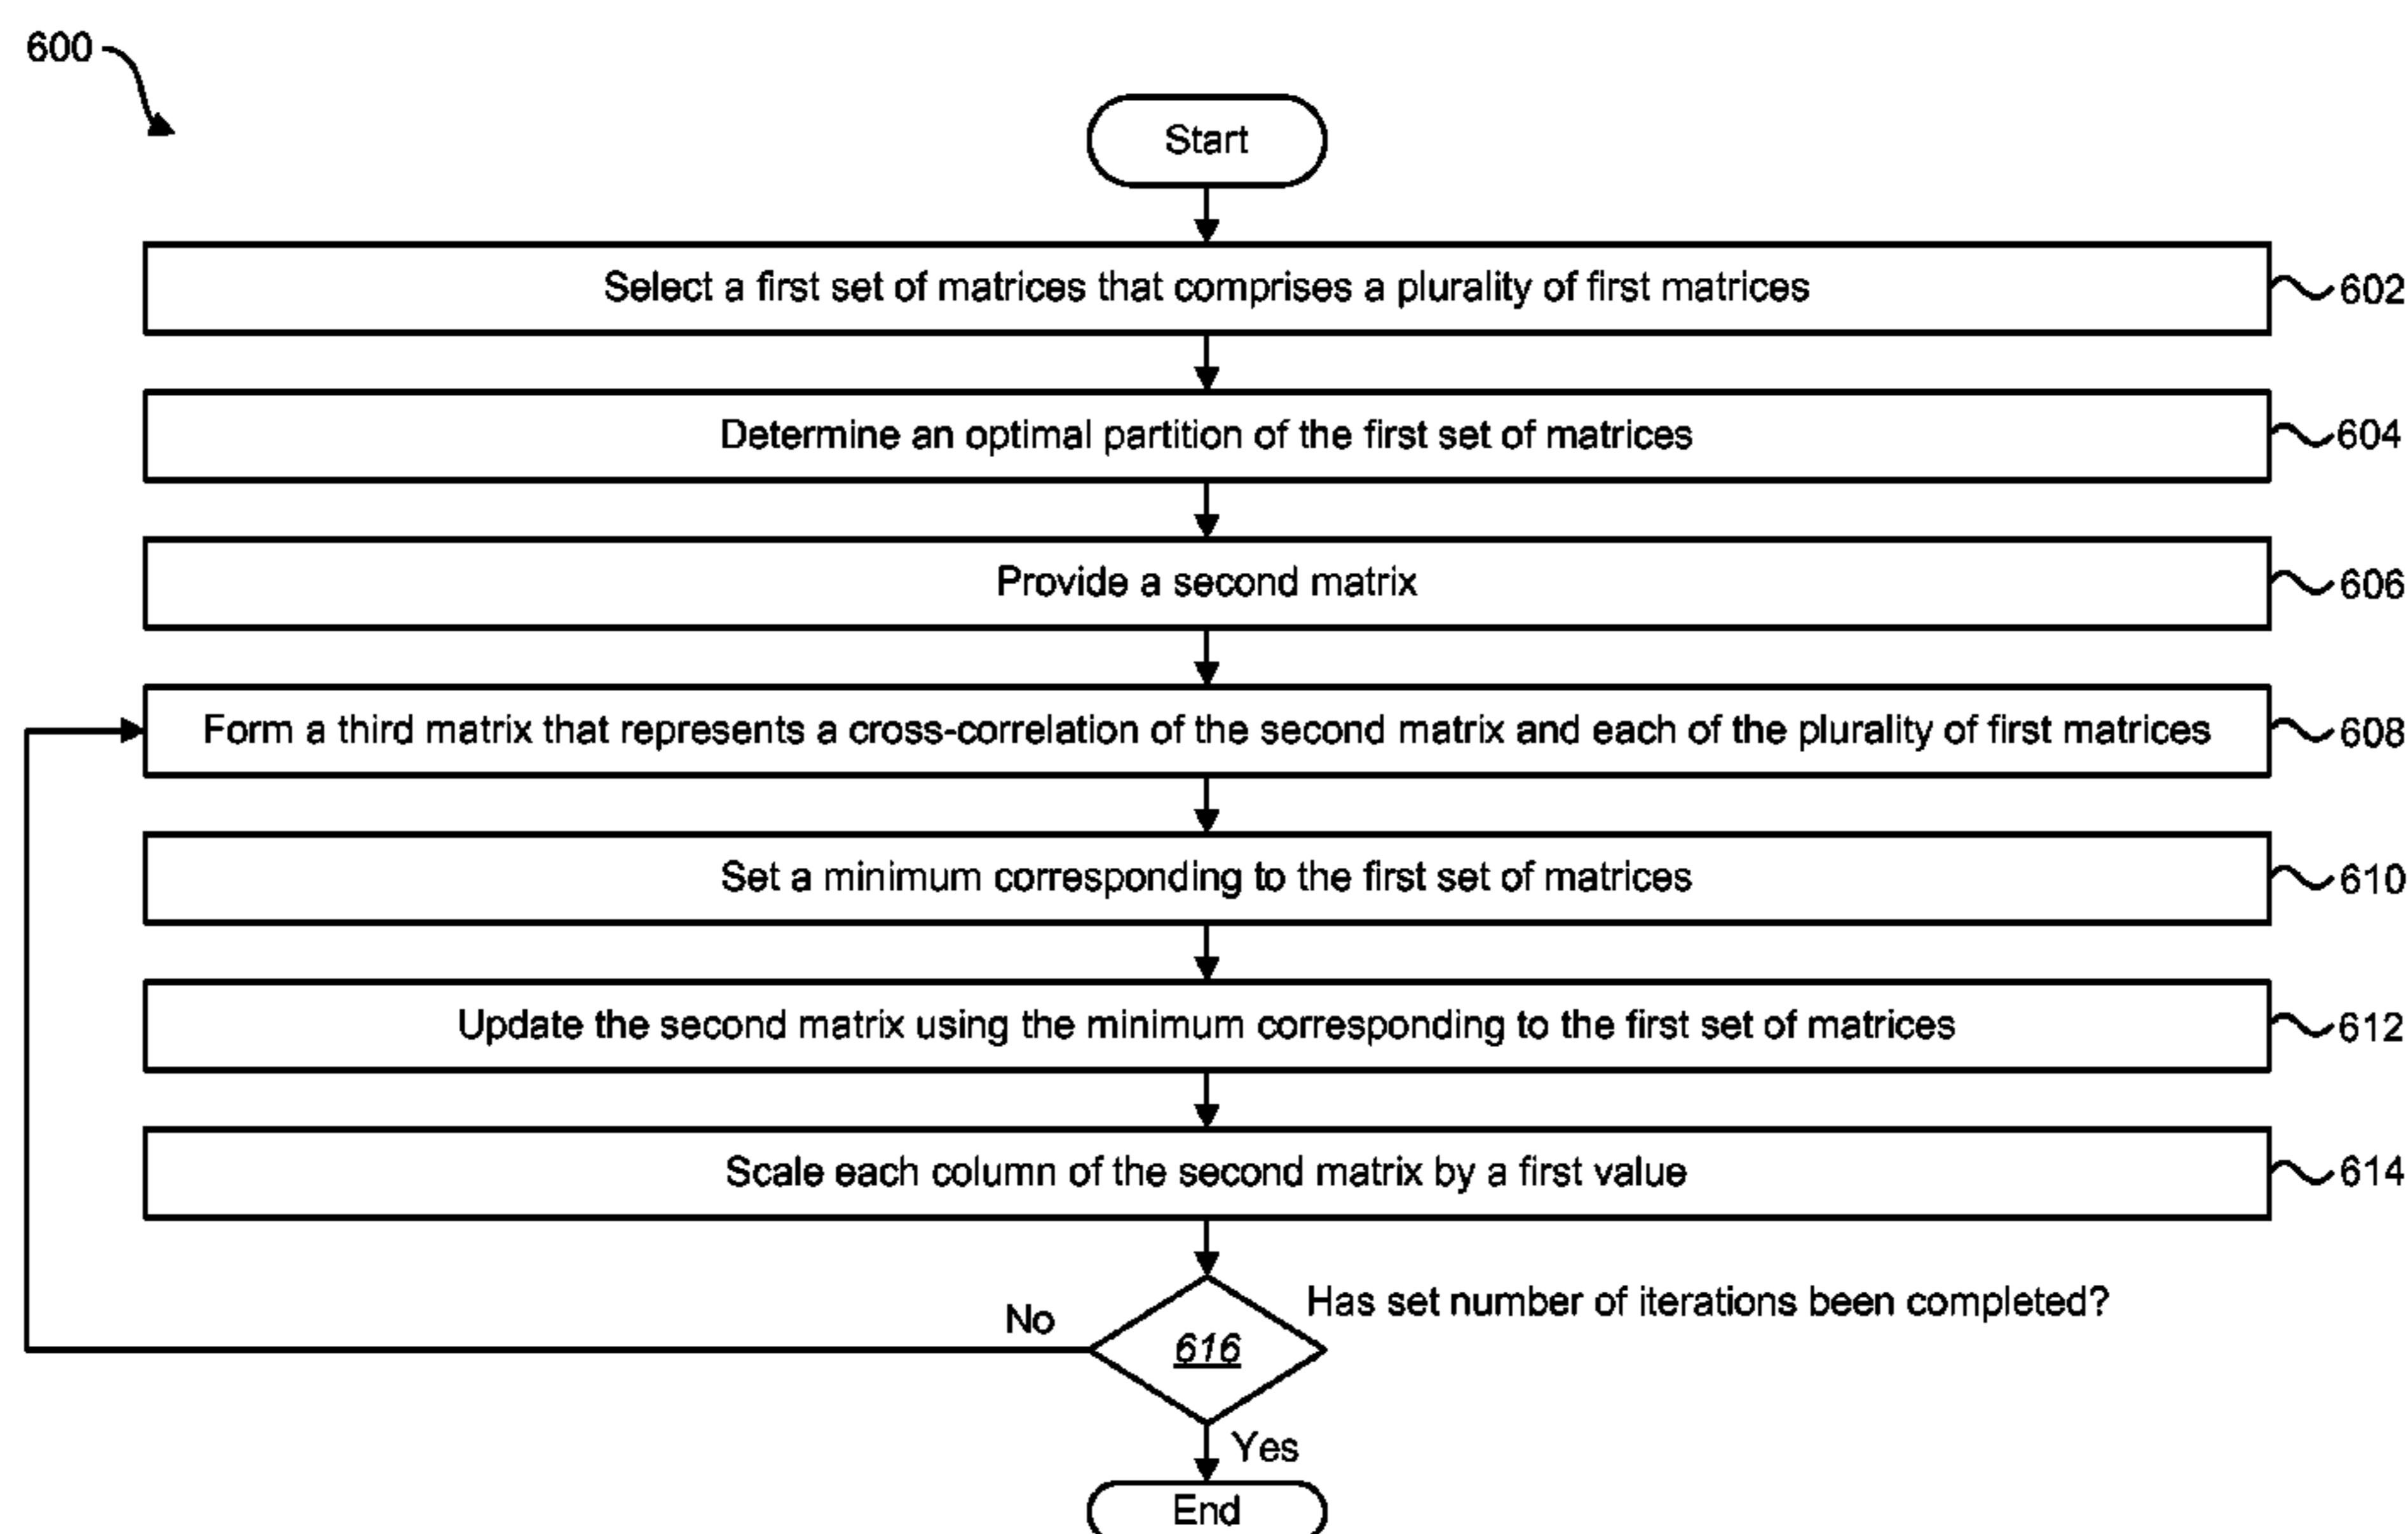 600
Start
Select a first set of matrices that comprises a plurality of first matrices
602
Determine an optimal partition of the first set of matrices
604
Provide a second matrix
606
Form a third matrix that represents a cross-correlation of the second matrix and each of the plurality of first matrices
608
Set a minimum corresponding to the first set of matrices
610
Update the second matrix using the minimum corresponding to the first set of matrices
612
Scale each column of the second matrix by a first value
614
Has set number of iterations been completed?
No
616
Yes
End